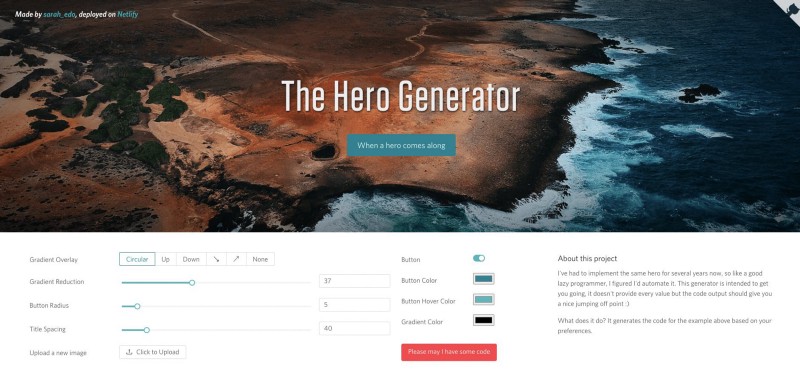 Made by sarah_edo, deployed on Netlify
The Hero Generator
When a hero comes along
Gradient Overlay
Circular Up Down ↘ ↗ None
Gradient Reduction
37
Button Radius
5
Title Spacing
40
Upload a new image
Click to Upload
Button
Button Color
Button Hover Color
Gradient Color
Please may I have some code
About this project
I've had to implement the same hero for several years now, so like a good
lazy programmer, I figured I'd automate it. This generator is intended to get
you going, it doesn't provide every value but the code output should give you
a nice jumping off point :)
What does it do? It generates the code for the example above based on your
preferences.